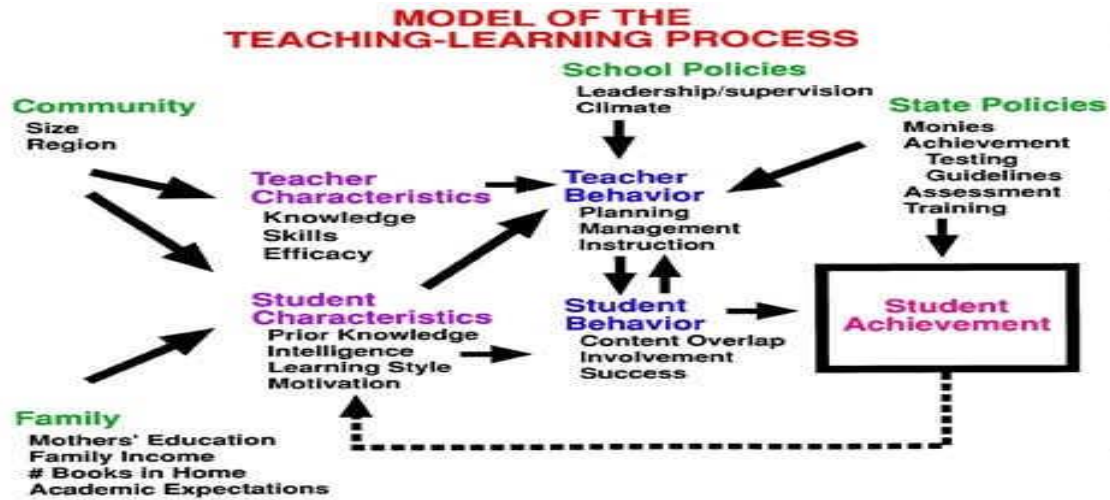 MODEL OF THE
TEACHING-LEARNING PROCESS
School Policies
Leadership/supervision
Climate
Community
Size
Region
State Policies
Monies
Achievement
Testing
Guidelines
Assessment
Training
Teacher
Characteristics
Knowledge
Skills
Efficacy
Teacher
Behavior
Planning
Management
Instruction
Student
Characteristics
Prior Knowledge
Intelligence
Learning Style
Motivation
Student
Behavior
Content Overlap
Involvement
Success
Student
Achievement
Family
Mothers' Education
Family Income
# Books in Home
Academic Expectations